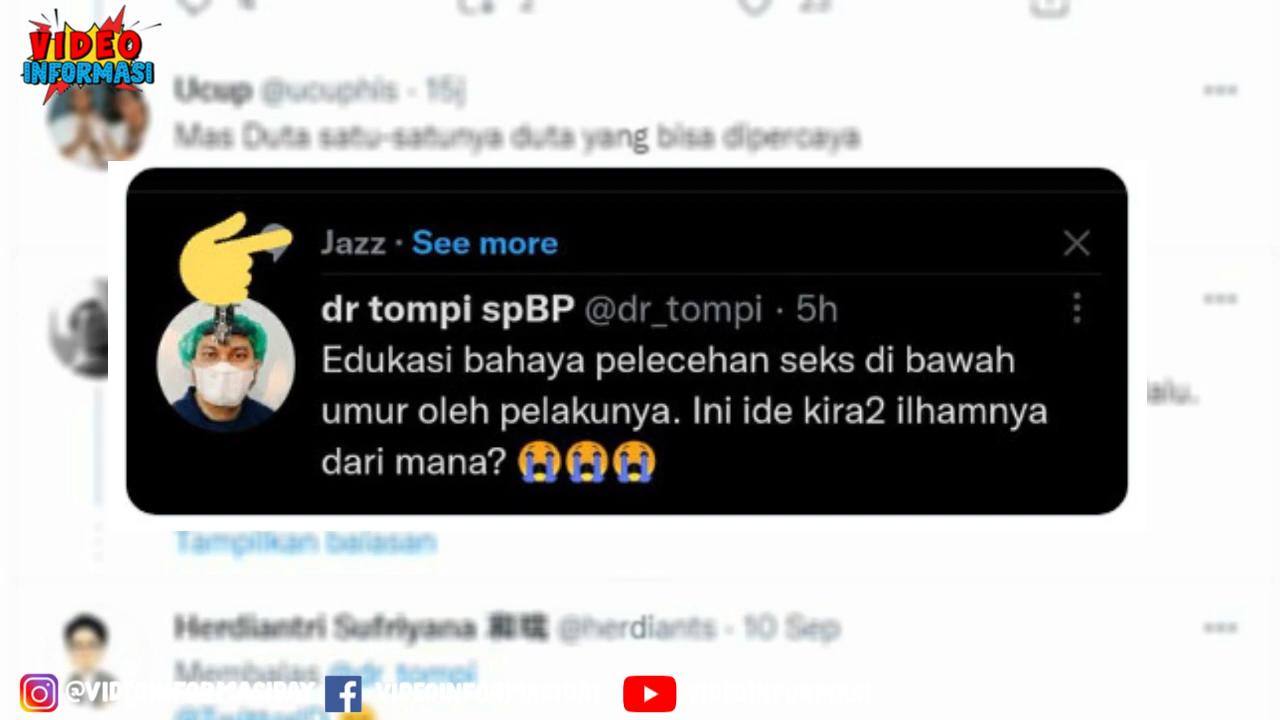 VIDEO
INFORMASI
Ucup @ucuphis · 15j
Mas Duta satu-satunya duta yang bisa dipercaya
Jazz · See more
dr tompi spBP @dr_tompi · 5h
Edukasi bahaya pelecehan seks di bawah
umur oleh pelakunya. Ini ide kira2 ilhamnya
dari mana? 😭😭😭
alu.
Tampilkan balasan
Herdiantri Sufriyana @herdiants · 10 Sep
Membalas @dr_tompi